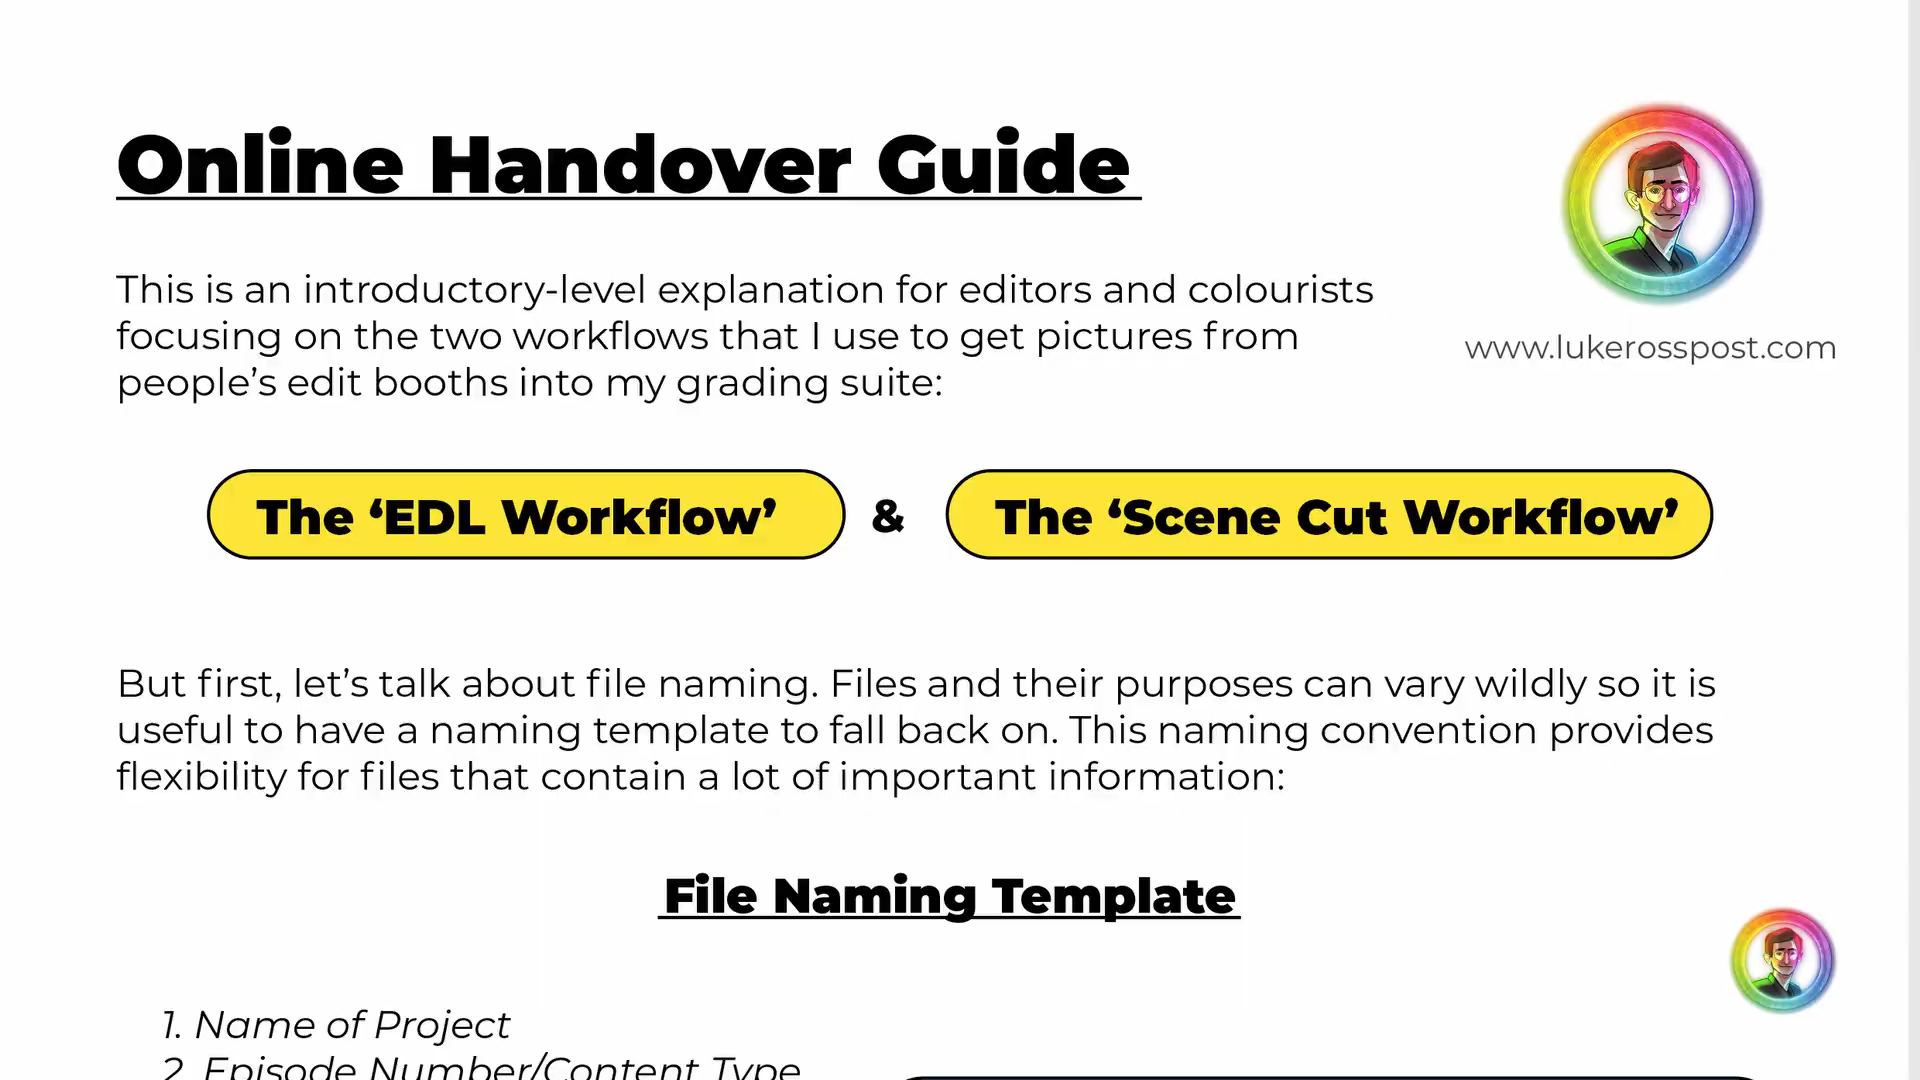 Online Handover Guide
This is an introductory-level explanation for editors and colourists
focusing on the two workflows that I use to get pictures from
people’s edit booths into my grading suite:
www.lukerosspost.com
The ‘EDL Workflow’ & The ‘Scene Cut Workflow’
But first, let’s talk about file naming. Files and their purposes can vary wildly so it is
useful to have a naming template to fall back on. This naming convention provides
flexibility for files that contain a lot of important information:
File Naming Template
1. Name of Project
2. Episode Number/Content Type